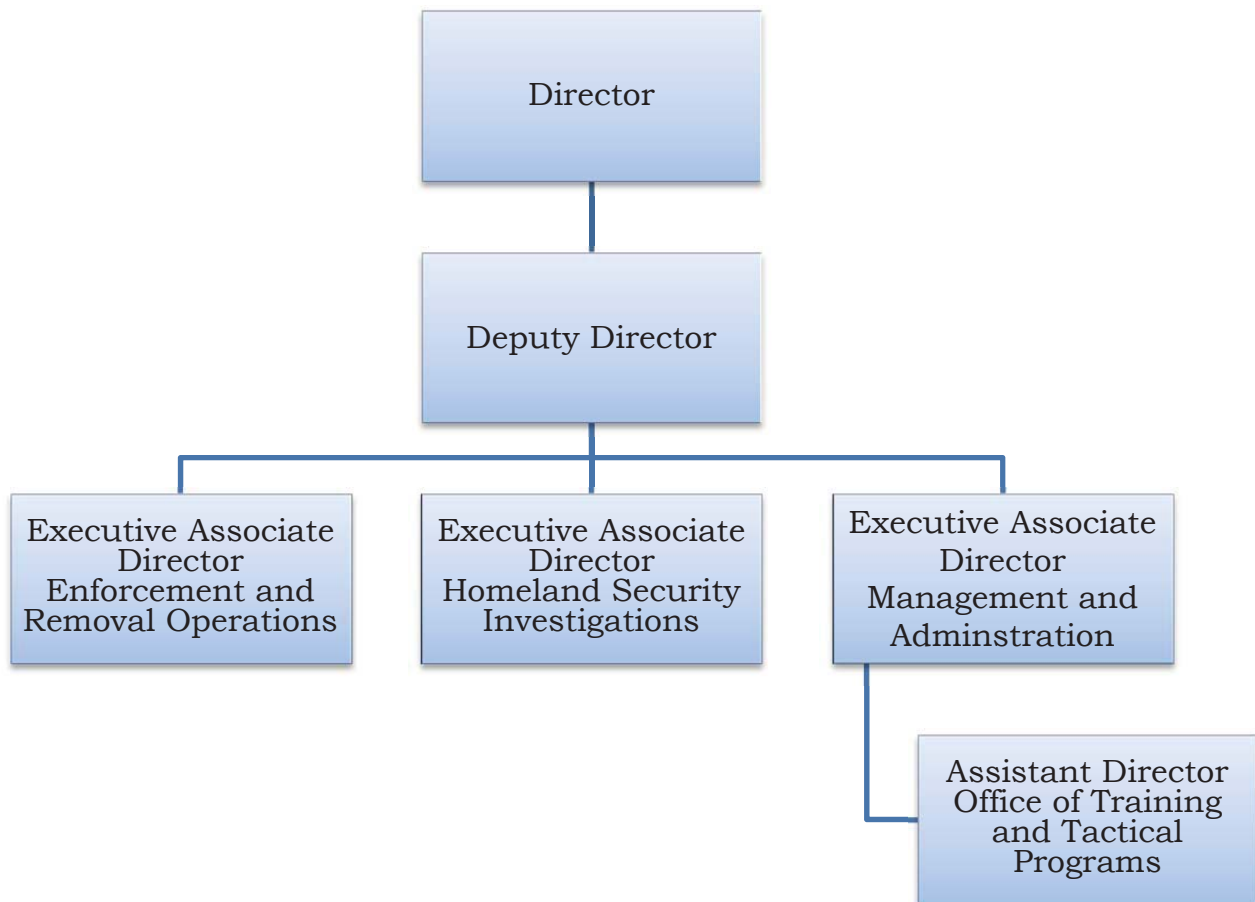 Director
Deputy Director
Executive Associate
Director
Enforcement and
Removal Operations
Executive Associate
Director
Homeland Security
Investigations
Executive Associate
Director
Management and
Adminstration
Assistant Director
Office of Training
and Tactical
Programs